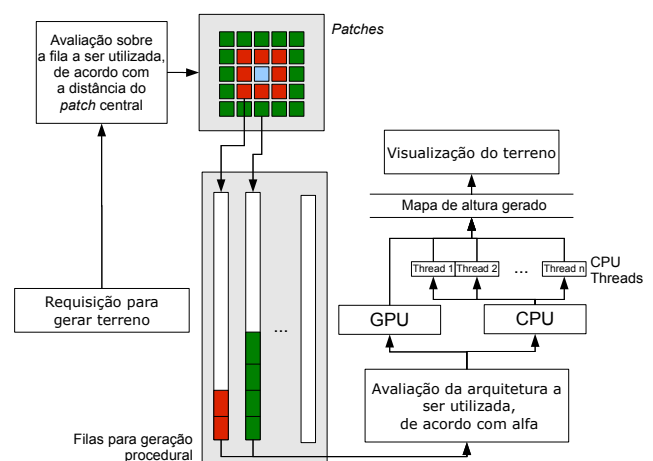 Avaliação sobre
a fila a ser utilizada,
de acordo com
a distância do
patch central
Patches
Visualização do terreno
Mapa de altura gerado
Thread 1
Thread 2
...
Thread n
CPU
Threads
Requisição para
gerar terreno
GPU
CPU
...
Avaliação da arquitetura a
ser utilizada,
de acordo com alfa
Filas para geração
procedural